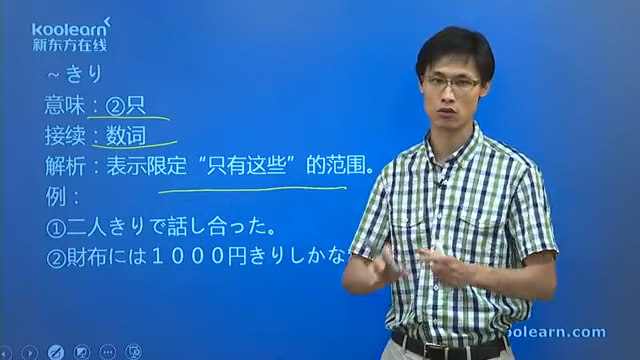 koolearn
新东方在线
～きり
意味：②只
接续：数词
解析：表示限定“只有这些”的范围。
例：
①二人きりで話し合った。
②財布には１０００円きりしかな
oolearn.com